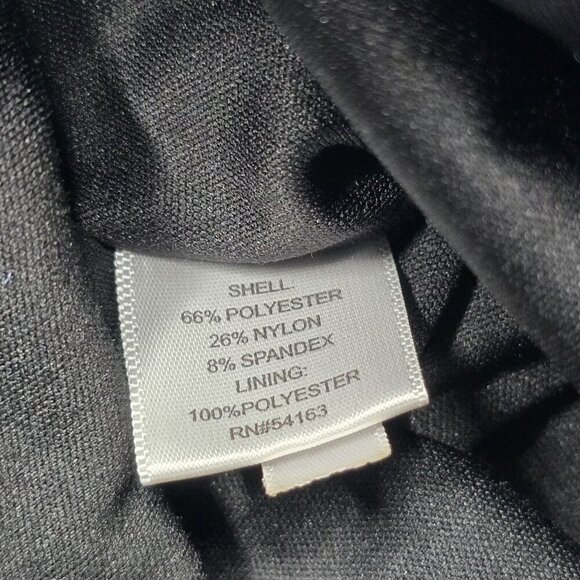 SHELL:
66% POLYESTER
26% NYLON
8% SPANDEX
LINING:
100%POLYESTER
RN#54163